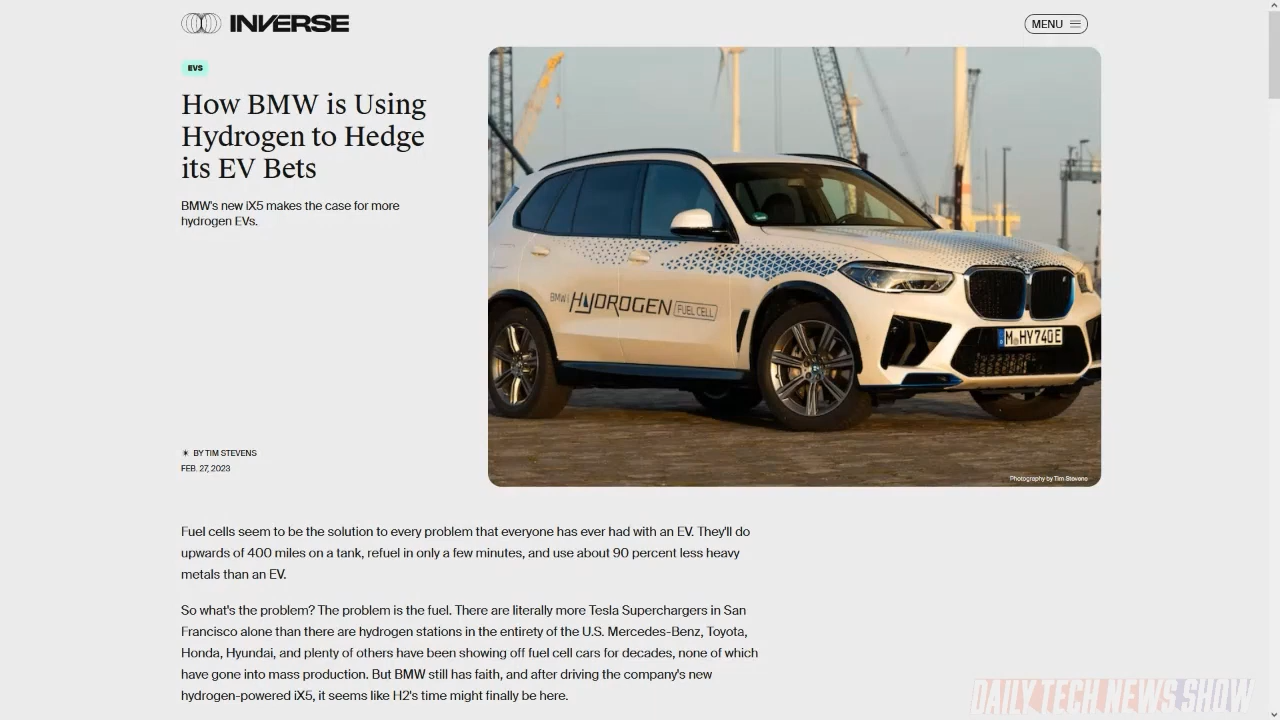 INVERSE
MENU
EVS
How BMW is Using
Hydrogen to Hedge
its EV Bets
BMW's new iX5 makes the case for more
hydrogen EVs.
BMW i HYDROGEN FUEL CELL
M HY740E
Photography by Tim Stevens
BY TIM STEVENS
FEB. 27, 2023
Fuel cells seem to be the solution to every problem that everyone has ever had with an EV. They'll do
upwards of 400 miles on a tank, refuel in only a few minutes, and use about 90 percent less heavy
metals than an EV.
So what's the problem? The problem is the fuel. There are literally more Tesla Superchargers in San
Francisco alone than there are hydrogen stations in the entirety of the U.S. Mercedes-Benz, Toyota,
Honda, Hyundai, and plenty of others have been showing off fuel cell cars for decades, none of which
have gone into mass production. But BMW still has faith, and after driving the company's new
hydrogen-powered iX5, it seems like H2's time might finally be here.
DAILY TECH NEWS SHOW